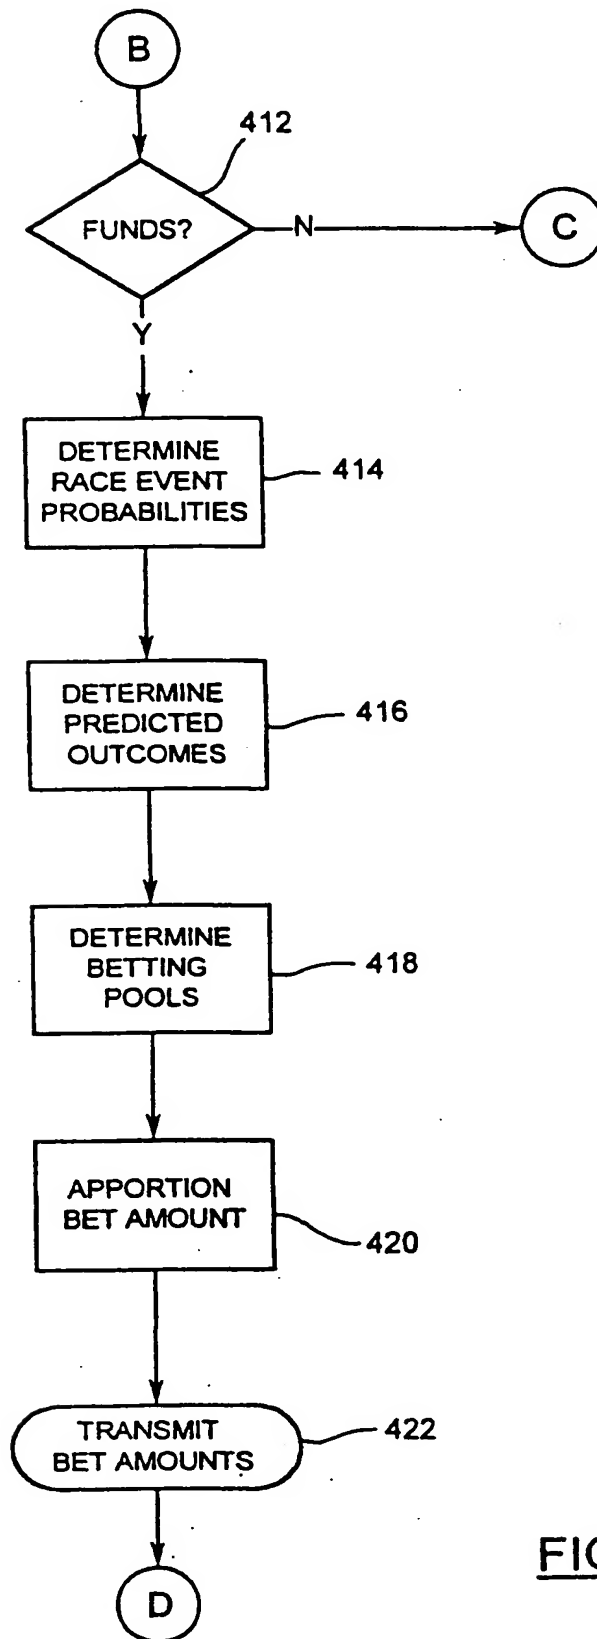 B
412
FUNDS?
N
C
Y
DETERMINE
RACE EVENT
PROBABILITIES
414
DETERMINE
PREDICTED
OUTCOMES
416
DETERMINE
BETTING
POOLS
418
APPORTION
BET AMOUNT
420
TRANSMIT
BET AMOUNTS
422
D
FIG